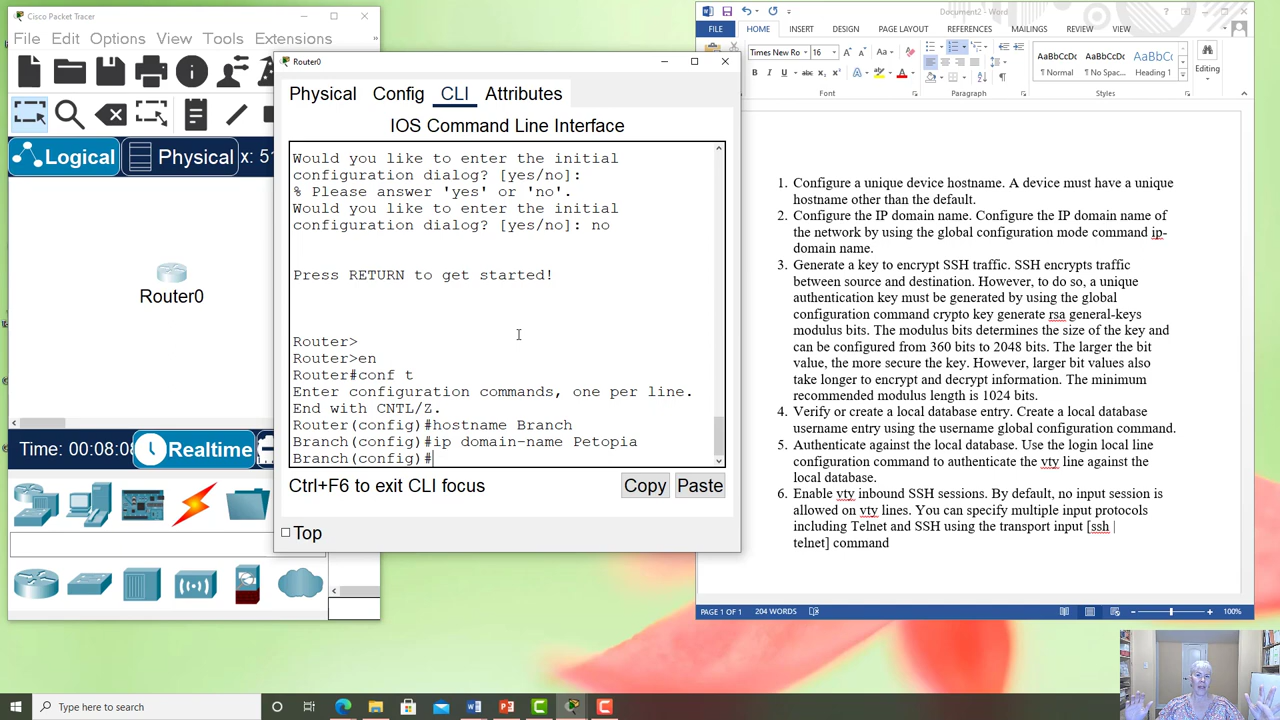 Cisco Packet Tracer
File Edit Options View Tools Extensions
Logical
Physical
x: 51
Router0
Time: 00:08:08
Realtime
Router0
Physical Config CLI Attributes
IOS Command Line Interface
Would you like to enter the initial
configuration dialog? [yes/no]:
% Please answer 'yes' or 'no'.
Would you like to enter the initial
configuration dialog? [yes/no]: no
Press RETURN to get started!
Router>
Router>en
Router#conf t
Enter configuration commands, one per line.
End with CNTL/Z.
Router(config)#hostname Branch
Branch(config)#ip domain-name Petopia
Branch(config)#
Ctrl+F6 to exit CLI focus
Copy
Paste
Top
Document2 - Word
FILE HOME INSERT DESIGN PAGE LAYOUT REFERENCES MAILINGS REVIEW VIEW
Times New Ro 16
Clipboard Font Paragraph Styles
AaBbCcDc AaBbCcDc AaBbCc
¶ Normal ¶ No Spac... Heading 1
Editing
1. Configure a unique device hostname. A device must have a unique
hostname other than the default.
2. Configure the IP domain name. Configure the IP domain name of
the network by using the global configuration mode command ip-
domain name.
3. Generate a key to encrypt SSH traffic. SSH encrypts traffic
between source and destination. However, to do so, a unique
authentication key must be generated by using the global
configuration command crypto key generate rsa general-keys
modulus bits. The modulus bits determines the size of the key and
can be configured from 360 bits to 2048 bits. The larger the bit
value, the more secure the key. However, larger bit values also
take longer to encrypt and decrypt information. The minimum
recommended modulus length is 1024 bits.
4. Verify or create a local database entry. Create a local database
username entry using the username global configuration command.
5. Authenticate against the local database. Use the login local line
configuration command to authenticate the vty line against the
local database.
6. Enable vty inbound SSH sessions. By default, no input session is
allowed on vty lines. You can specify multiple input protocols
including Telnet and SSH using the transport input [ssh |
telnet] command
PAGE 1 OF 1 204 WORDS
100%
Type here to search